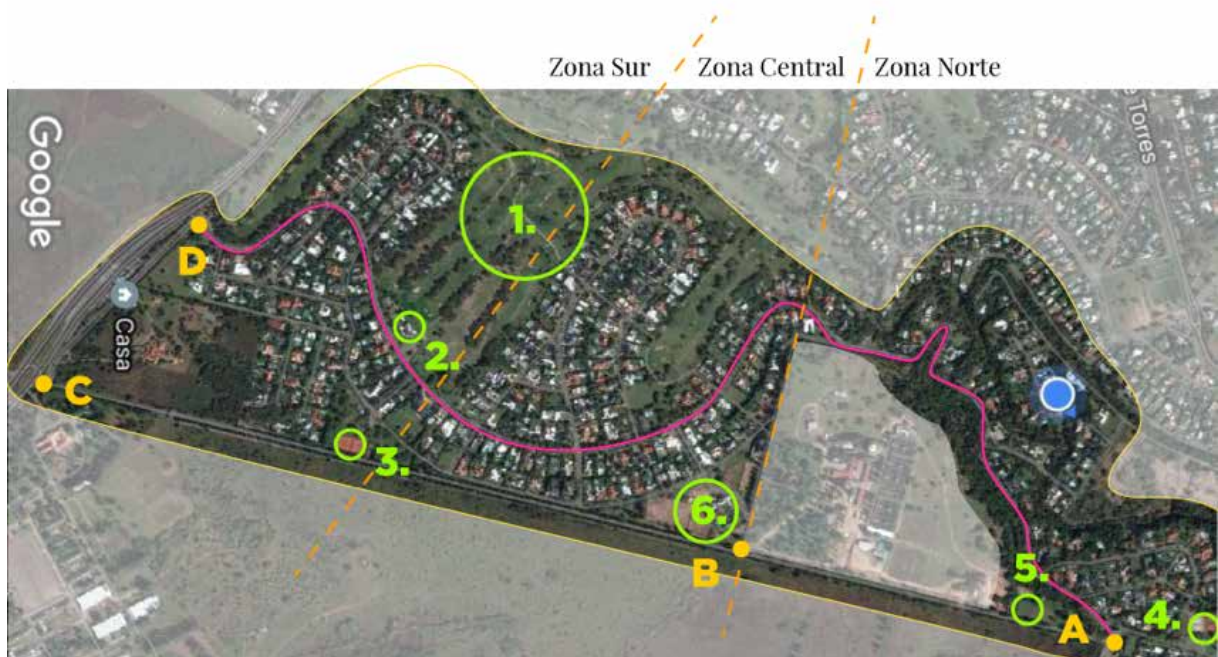 Zona Sur
Zona Central
Zona Norte
e Torres
Google
1.
D
Casa
2.
C
3.
6.
B
5.
A
4.